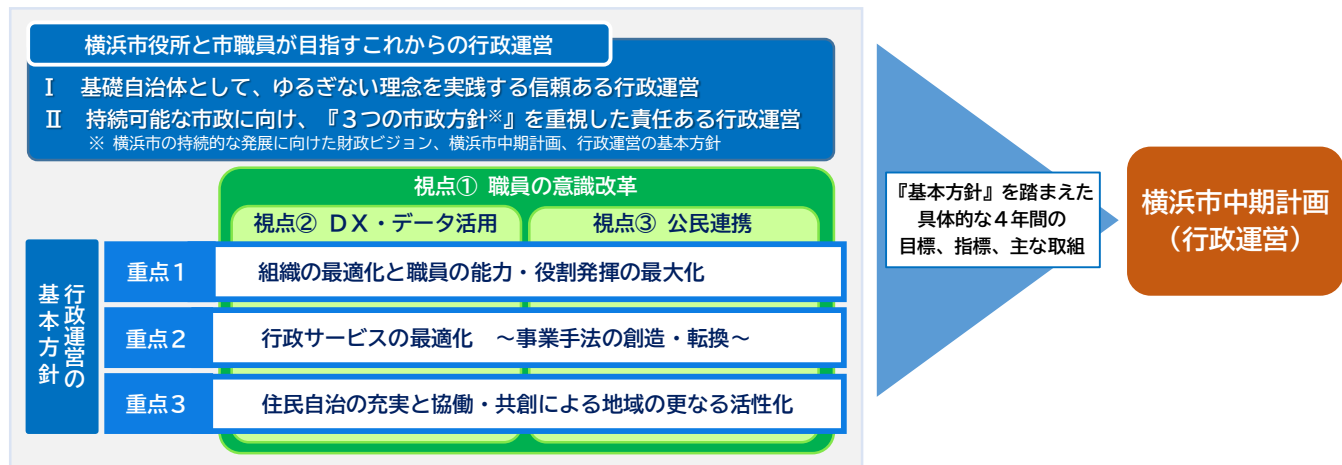 横浜市役所と市職員が目指すこれからの行政運営
Ⅰ 基礎自治体として、ゆるぎない理念を実践する信頼ある行政運営
Ⅱ 持続可能な市政に向け、『３つの市政方針※』を重視した責任ある行政運営
※ 横浜市の持続的な発展に向けた財政ビジョン、横浜市中期計画、行政運営の基本方針
視点① 職員の意識改革
視点② ＤＸ・データ活用
視点③ 公民連携
行政運営の
基本方針
重点１
組織の最適化と職員の能力・役割発揮の最大化
重点２
行政サービスの最適化 ～事業手法の創造・転換～
重点３
住民自治の充実と協働・共創による地域の更なる活性化
『基本方針』を踏まえた
具体的な４年間の
目標、指標、主な取組
横浜市中期計画
（行政運営）